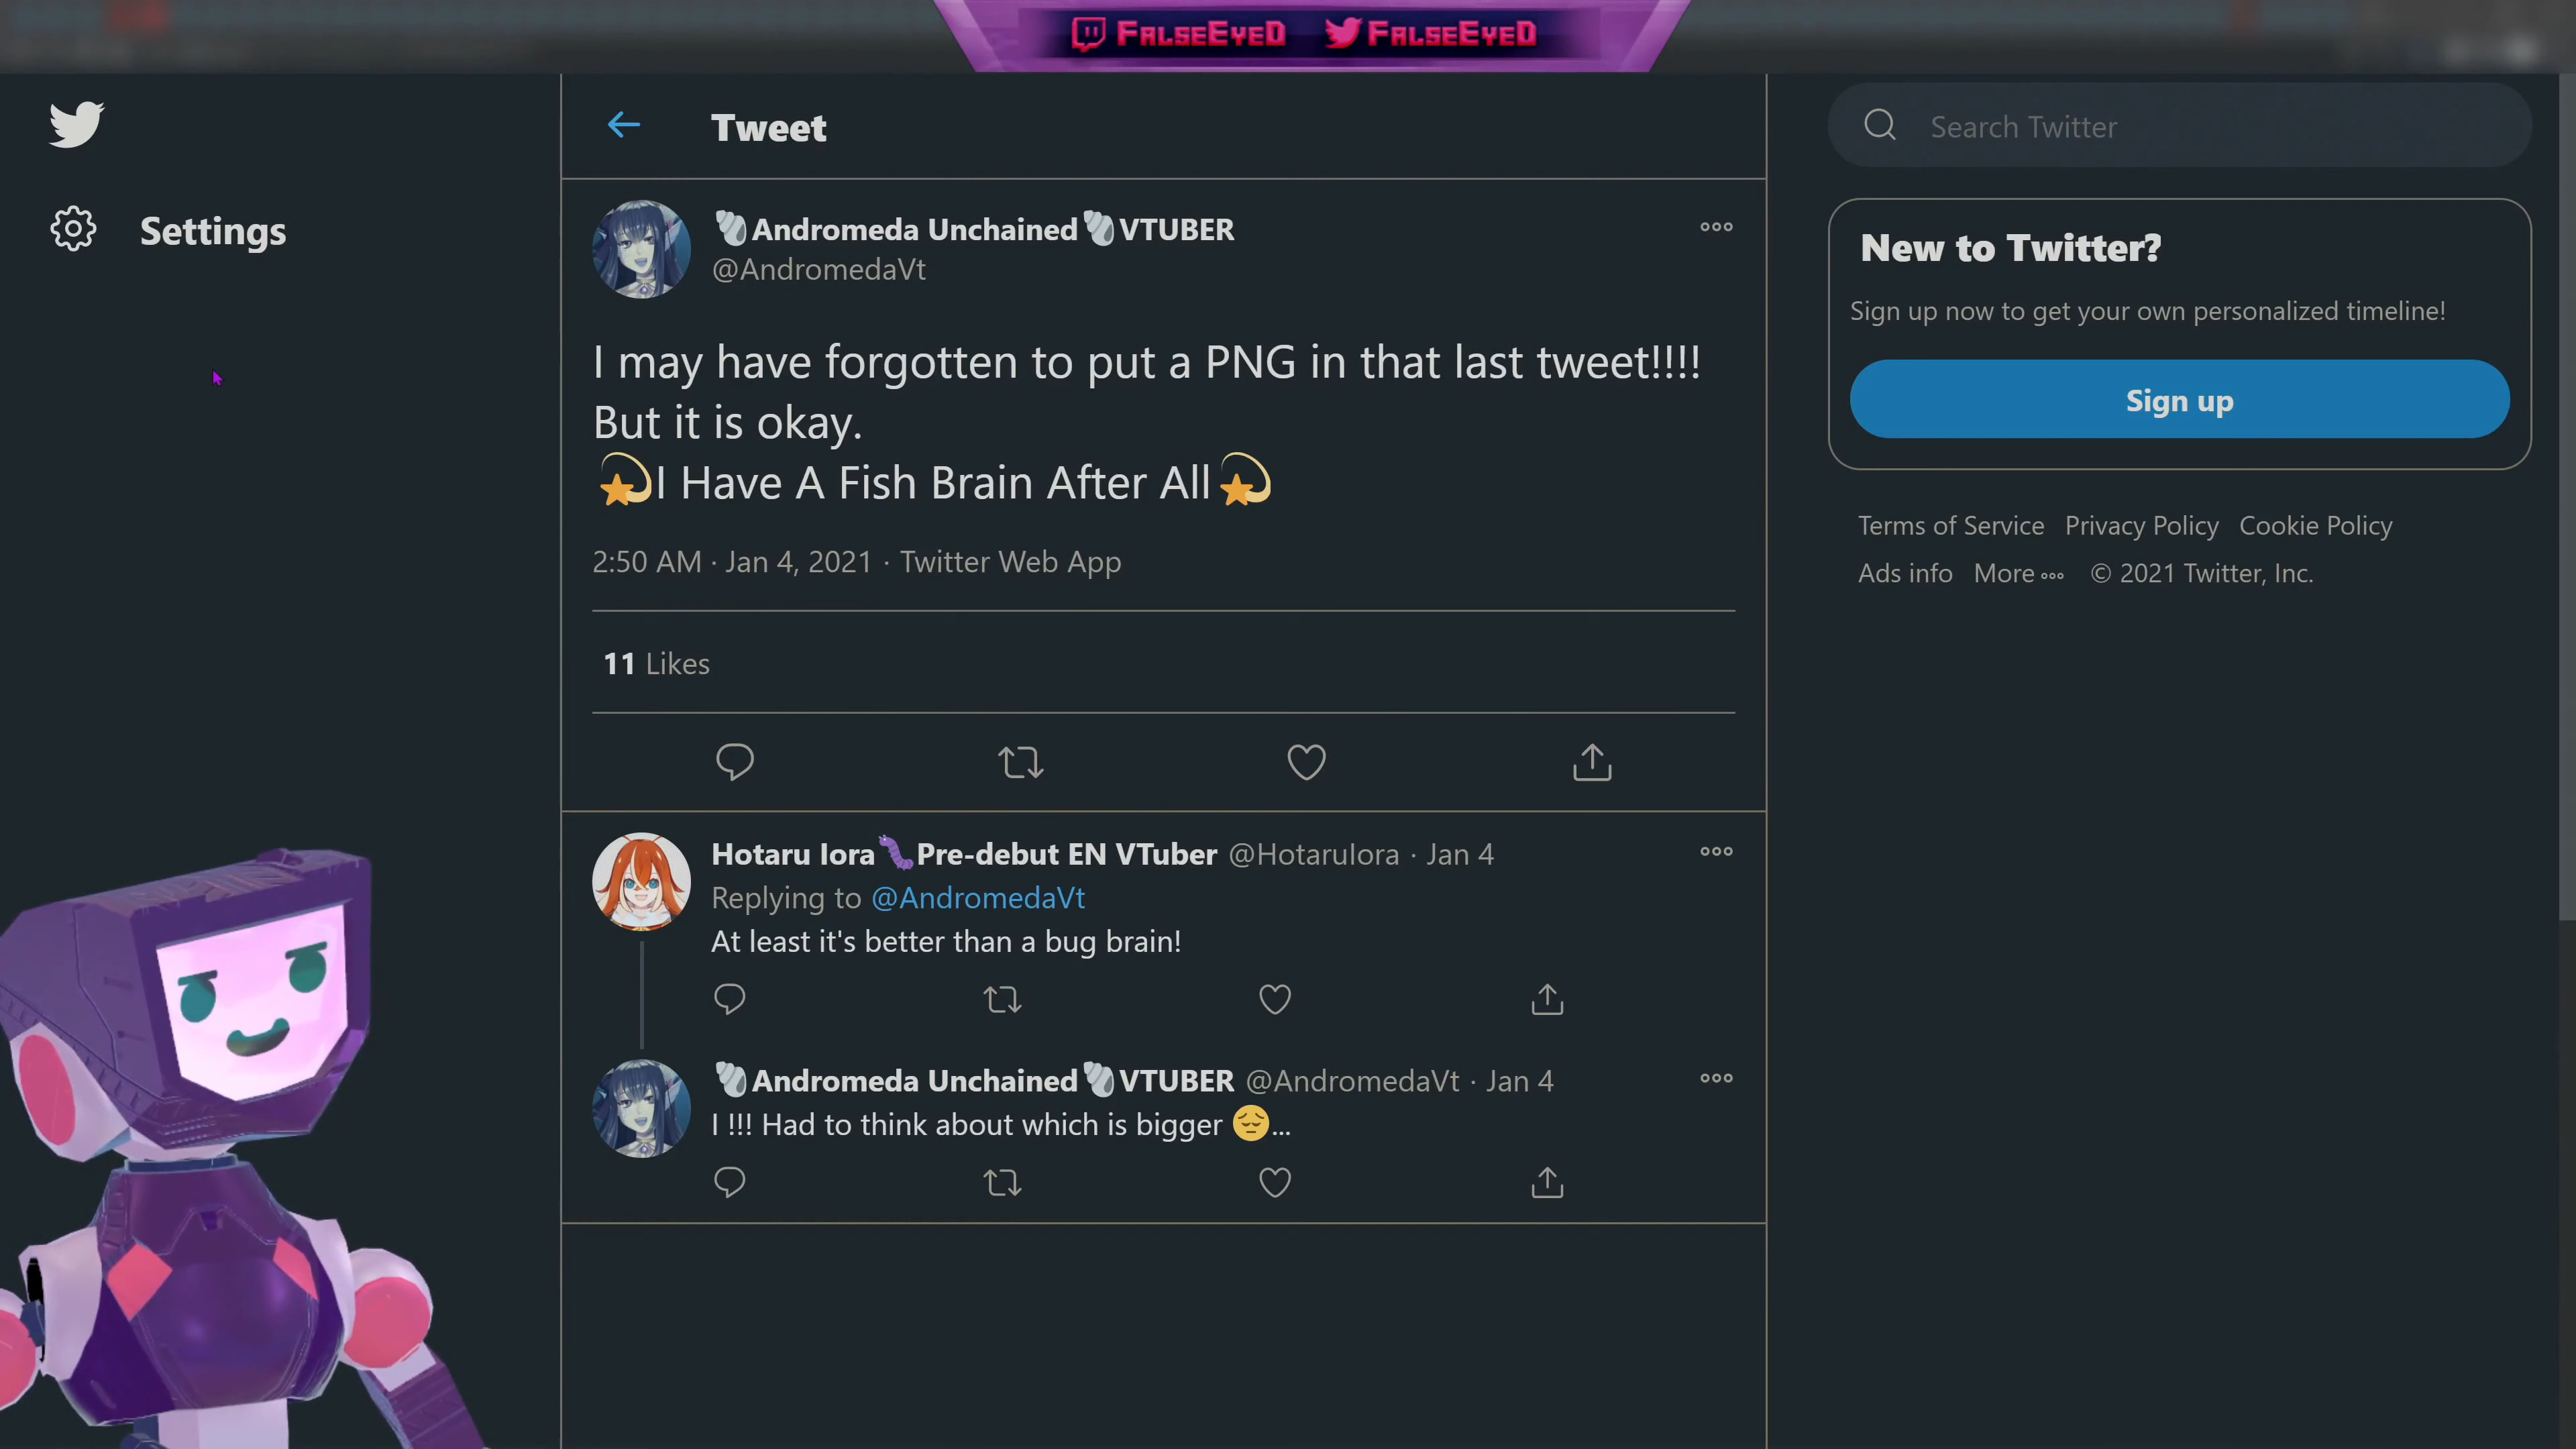 FalseEyeD FalseEyeD
Tweet
Search Twitter
Settings
🐚Andromeda Unchained🐚VTUBER
@AndromedaVt
I may have forgotten to put a PNG in that last tweet!!!!
But it is okay.
💫I Have A Fish Brain After All💫
2:50 AM · Jan 4, 2021 · Twitter Web App
11 Likes
Hotaru Iora🐛Pre-debut EN VTuber @HotaruIora · Jan 4
Replying to @AndromedaVt
At least it's better than a bug brain!
🐚Andromeda Unchained🐚VTUBER @AndromedaVt · Jan 4
I !!! Had to think about which is bigger 😔...
New to Twitter?
Sign up now to get your own personalized timeline!
Sign up
Terms of Service Privacy Policy Cookie Policy
Ads info More ••• © 2021 Twitter, Inc.